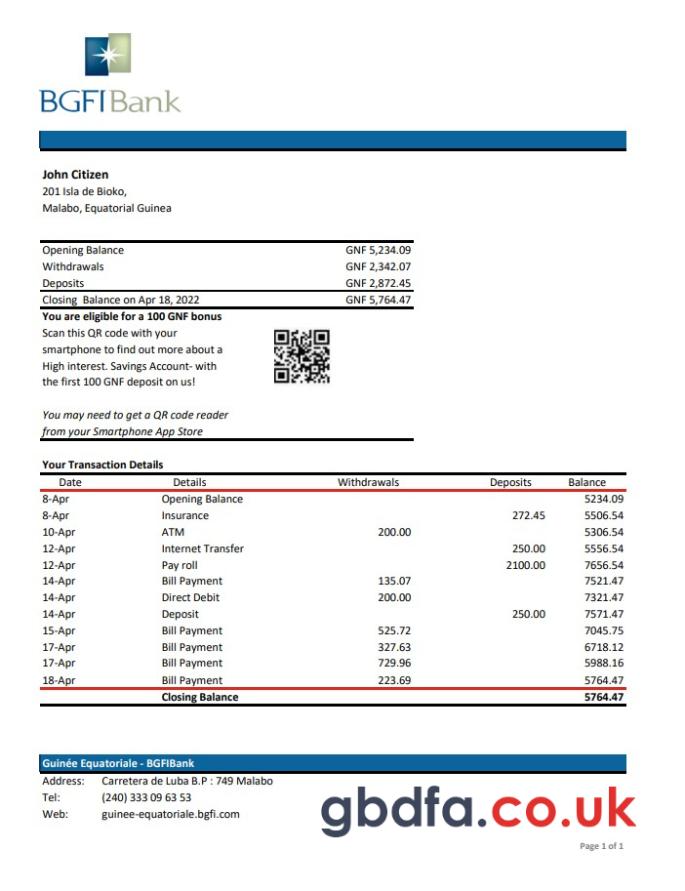 BGFIBank
John Citizen
201 Isla de Bioko,
Malabo, Equatorial Guinea
Opening Balance GNF 5,234.09
Withdrawals GNF 2,342.07
Deposits GNF 2,872.45
Closing Balance on Apr 18, 2022 GNF 5,764.47
You are eligible for a 100 GNF bonus
Scan this QR code with your
smartphone to find out more about a
High interest. Savings Account- with
the first 100 GNF deposit on us!
You may need to get a QR code reader
from your Smartphone App Store
Your Transaction Details
Date Details Withdrawals Deposits Balance
8-Apr Opening Balance 5234.09
8-Apr Insurance 272.45 5506.54
10-Apr ATM 200.00 5306.54
12-Apr Internet Transfer 250.00 5556.54
12-Apr Pay roll 2100.00 7656.54
14-Apr Bill Payment 135.07 7521.47
14-Apr Direct Debit 200.00 7321.47
14-Apr Deposit 250.00 7571.47
15-Apr Bill Payment 525.72 7045.75
17-Apr Bill Payment 327.63 6718.12
17-Apr Bill Payment 729.96 5988.16
18-Apr Bill Payment 223.69 5764.47
Closing Balance 5764.47
Guinée Equatoriale - BGFIBank
Address: Carretera de Luba B.P : 749 Malabo
Tel: (240) 333 09 63 53
Web: guinee-equatoriale.bgfi.com
gbdfa.co.uk
Page 1 of 1